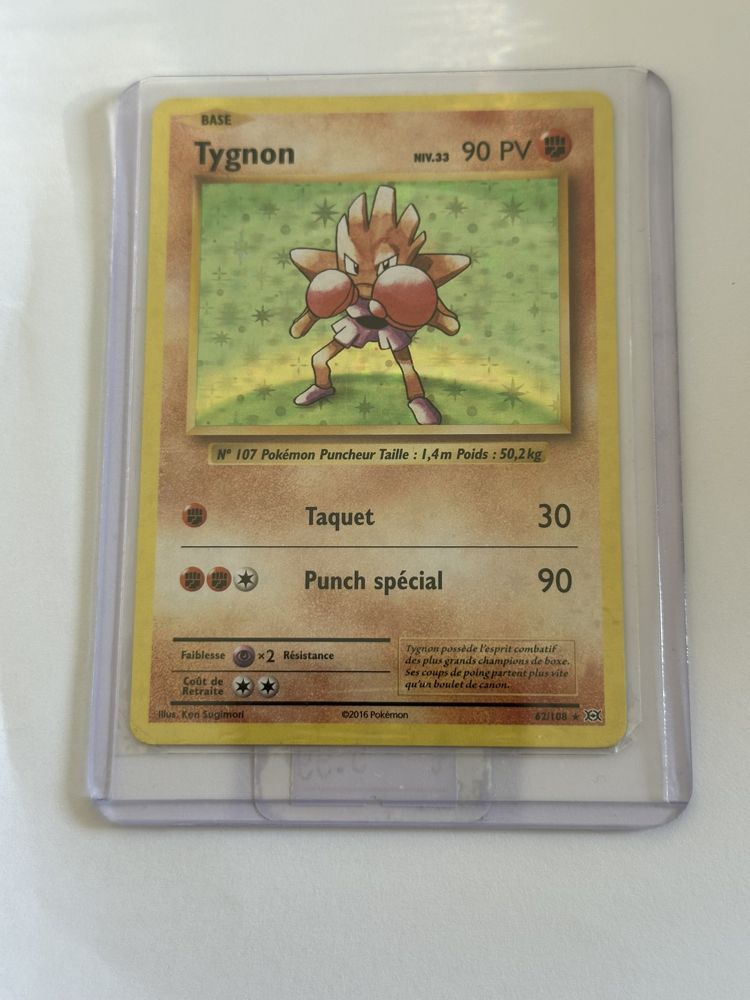 BASE
Tygnon NIV.33 90 PV
N° 107 Pokémon Puncheur Taille : 1,4m Poids : 50,2kg
Taquet 30
Punch spécial 90
Faiblesse ×2 Résistance
Coût de
Retraite
Tygnon possède l'esprit combatif
des plus grands champions de boxe.
Ses coups de poing partent plus vite
qu'un boulet de canon.
Illus. Ken Sugimori ©2016 Pokémon 62/108 ★